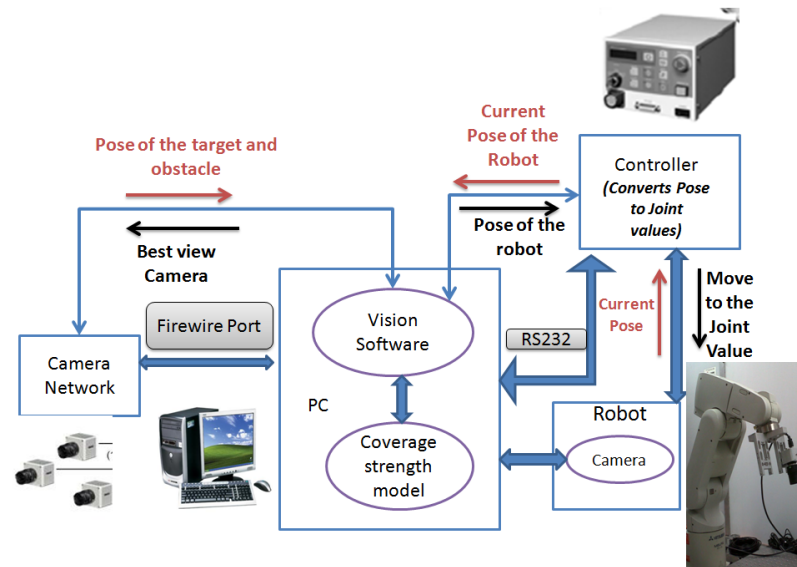 Pose of the target and
obstacle
Best view
Camera
Current
Pose of the
Robot
Pose of the
robot
Controller
(Converts Pose
to Joint
values)
Firewire Port
Vision
Software
RS232
Current
Pose
Move
to the
Joint
Value
Camera
Network
PC
Coverage
strength
model
Robot
Camera